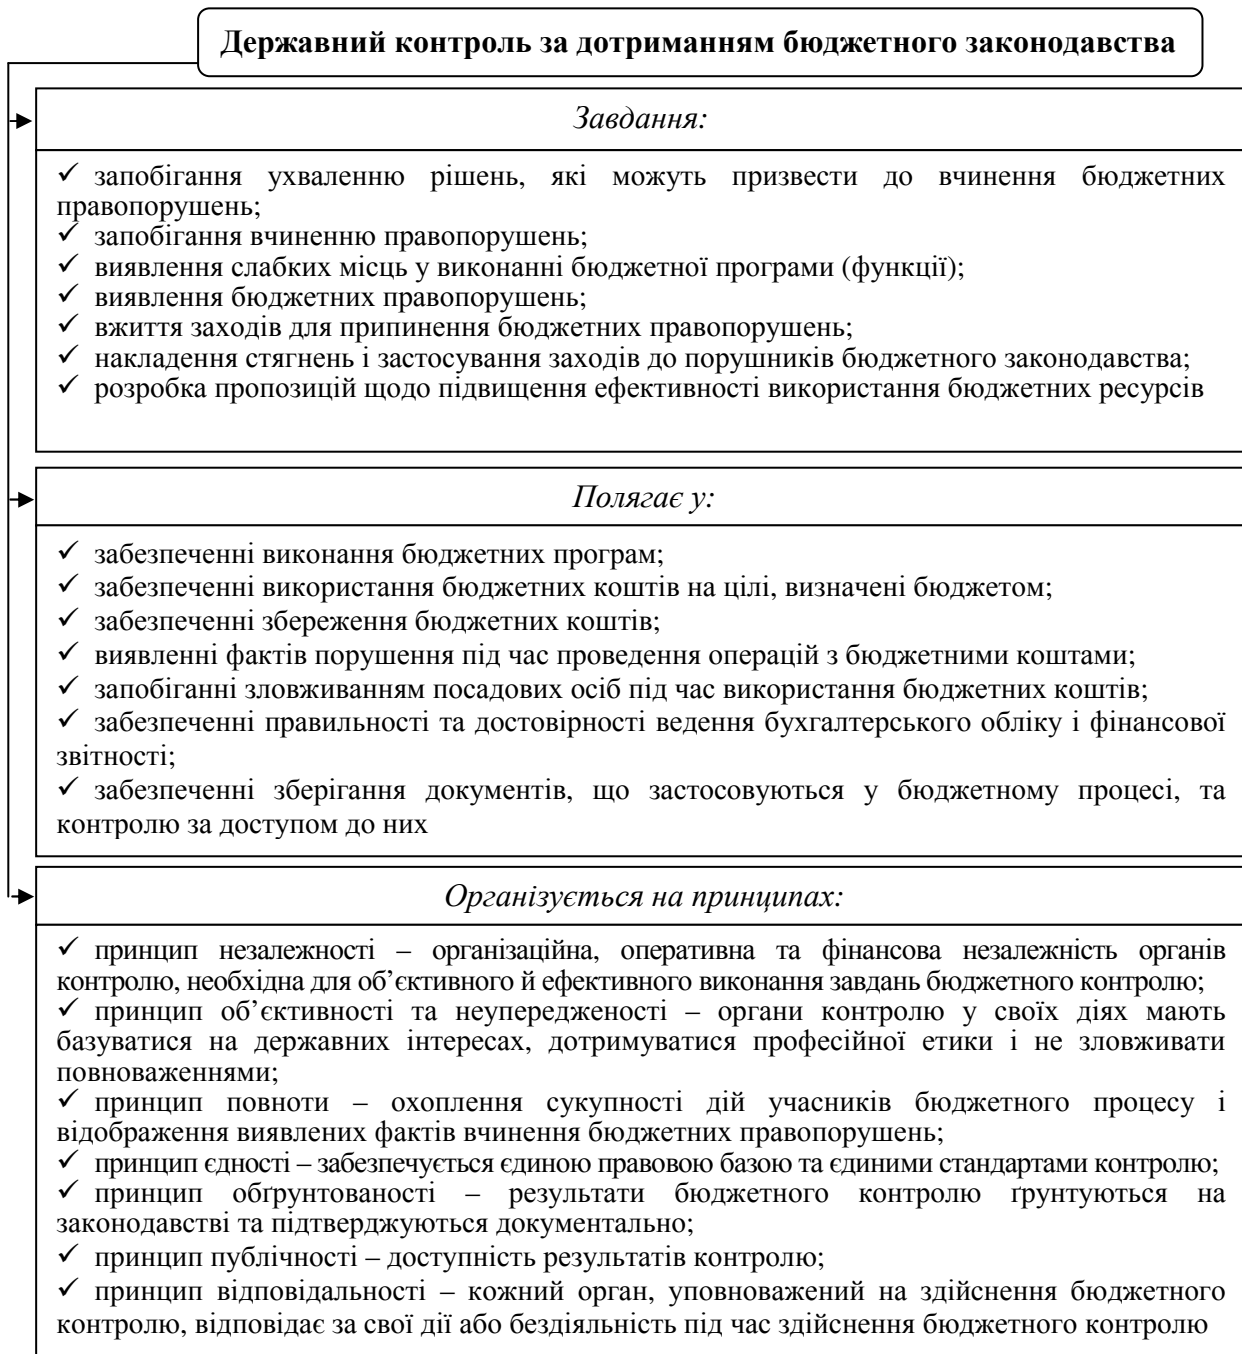 Державний контроль за дотриманням бюджетного законодавства
Завдання:
✓ запобігання ухваленню рішень, які можуть призвести до вчинення бюджетних
правопорушень;
✓ запобігання вчиненню правопорушень;
✓ виявлення слабких місць у виконанні бюджетної програми (функції);
✓ виявлення бюджетних правопорушень;
✓ вжиття заходів для припинення бюджетних правопорушень;
✓ накладення стягнень і застосування заходів до порушників бюджетного законодавства;
✓ розробка пропозицій щодо підвищення ефективності використання бюджетних ресурсів
Полягає у:
✓ забезпеченні виконання бюджетних програм;
✓ забезпеченні використання бюджетних коштів на цілі, визначені бюджетом;
✓ забезпеченні збереження бюджетних коштів;
✓ виявленні фактів порушення під час проведення операцій з бюджетними коштами;
✓ запобіганні зловживанням посадових осіб під час використання бюджетних коштів;
✓ забезпеченні правильності та достовірності ведення бухгалтерського обліку і фінансової
звітності;
✓ забезпеченні зберігання документів, що застосовуються у бюджетному процесі, та
контролю за доступом до них
Організується на принципах:
✓ принцип незалежності – організаційна, оперативна та фінансова незалежність органів
контролю, необхідна для об’єктивного й ефективного виконання завдань бюджетного контролю;
✓ принцип об’єктивності та неупередженості – органи контролю у своїх діях мають
базуватися на державних інтересах, дотримуватися професійної етики і не зловживати
повноваженнями;
✓ принцип повноти – охоплення сукупності дій учасників бюджетного процесу і
відображення виявлених фактів вчинення бюджетних правопорушень;
✓ принцип єдності – забезпечується єдиною правовою базою та єдиними стандартами контролю;
✓ принцип обґрунтованості – результати бюджетного контролю ґрунтуються на
законодавстві та підтверджуються документально;
✓ принцип публічності – доступність результатів контролю;
✓ принцип відповідальності – кожний орган, уповноважений на здійснення бюджетного
контролю, відповідає за свої дії або бездіяльність під час здійснення бюджетного контролю